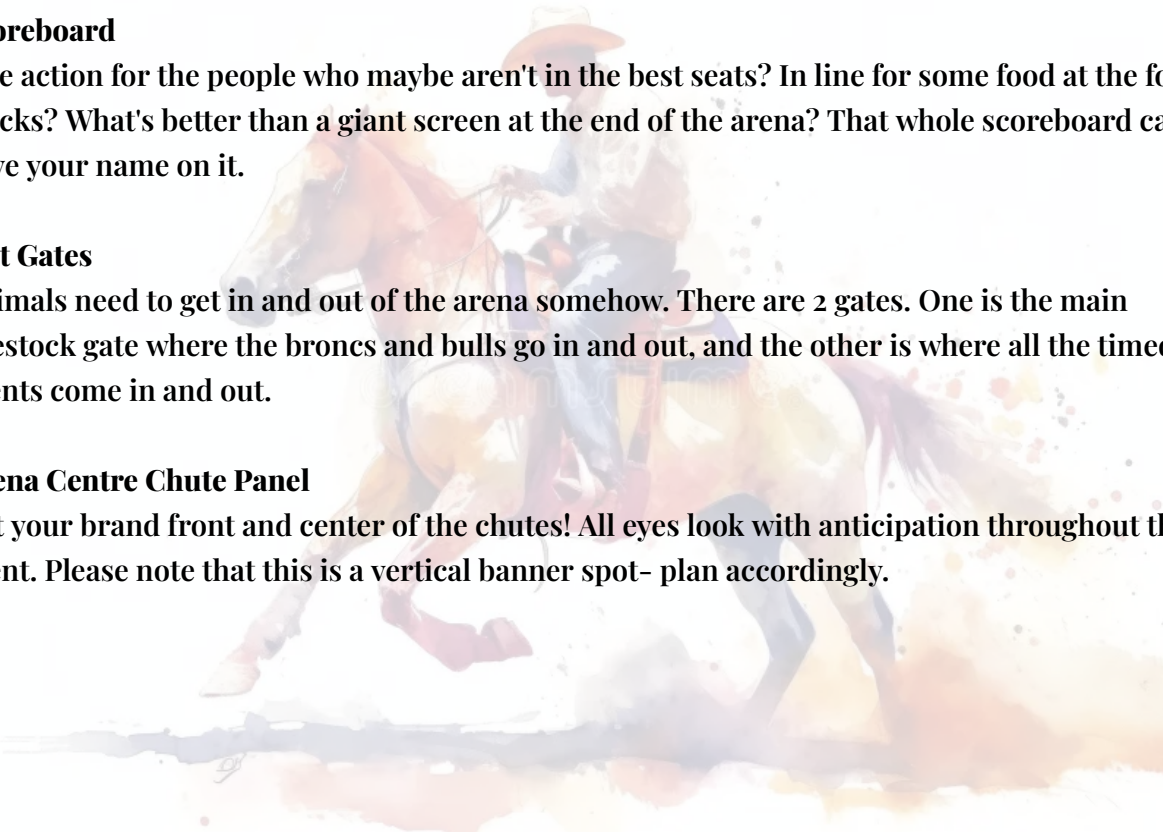 oreboard
e action for the people who maybe aren't in the best seats? In line for some food at the fo
cks? What's better than a giant screen at the end of the arena? That whole scoreboard ca
ve your name on it.
t Gates
imals need to get in and out of the arena somehow. There are 2 gates. One is the main
estock gate where the broncs and bulls go in and out, and the other is where all the timed
ents come in and out.
ena Centre Chute Panel
t your brand front and center of the chutes! All eyes look with anticipation throughout th
ent. Please note that this is a vertical banner spot- plan accordingly.